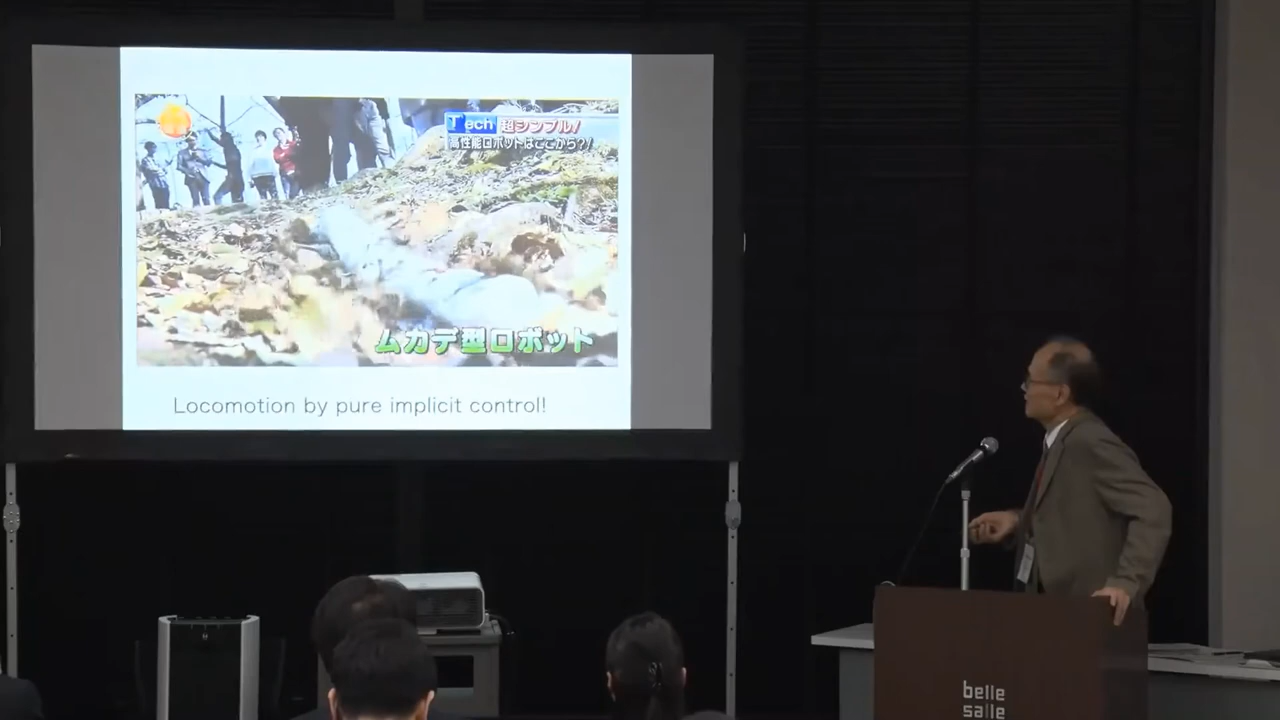 T'ech 超シンプル!
高性能ロボットはここから?!
ムカデ型ロボット
Locomotion by pure implicit control!
belle
salle